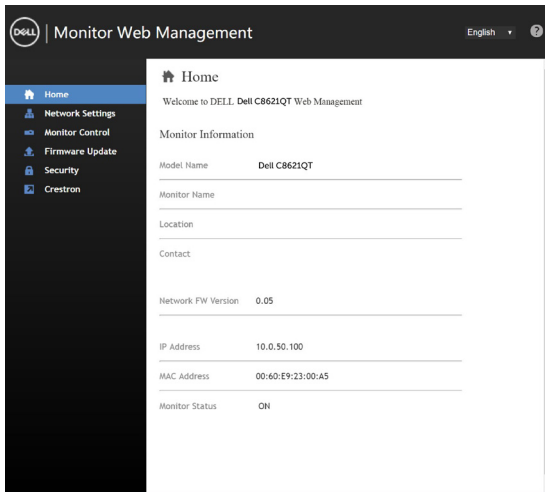 DELL | Monitor Web Management
English
?
Home
Network Settings
Monitor Control
Firmware Update
Security
Crestron
Home
Welcome to DELL Dell C8621QT Web Management
Monitor Information
Model Name Dell C8621QT
Monitor Name
Location
Contact
Network FW Version 0.05
IP Address 10.0.50.100
MAC Address 00:60:E9:23:00:A5
Monitor Status ON